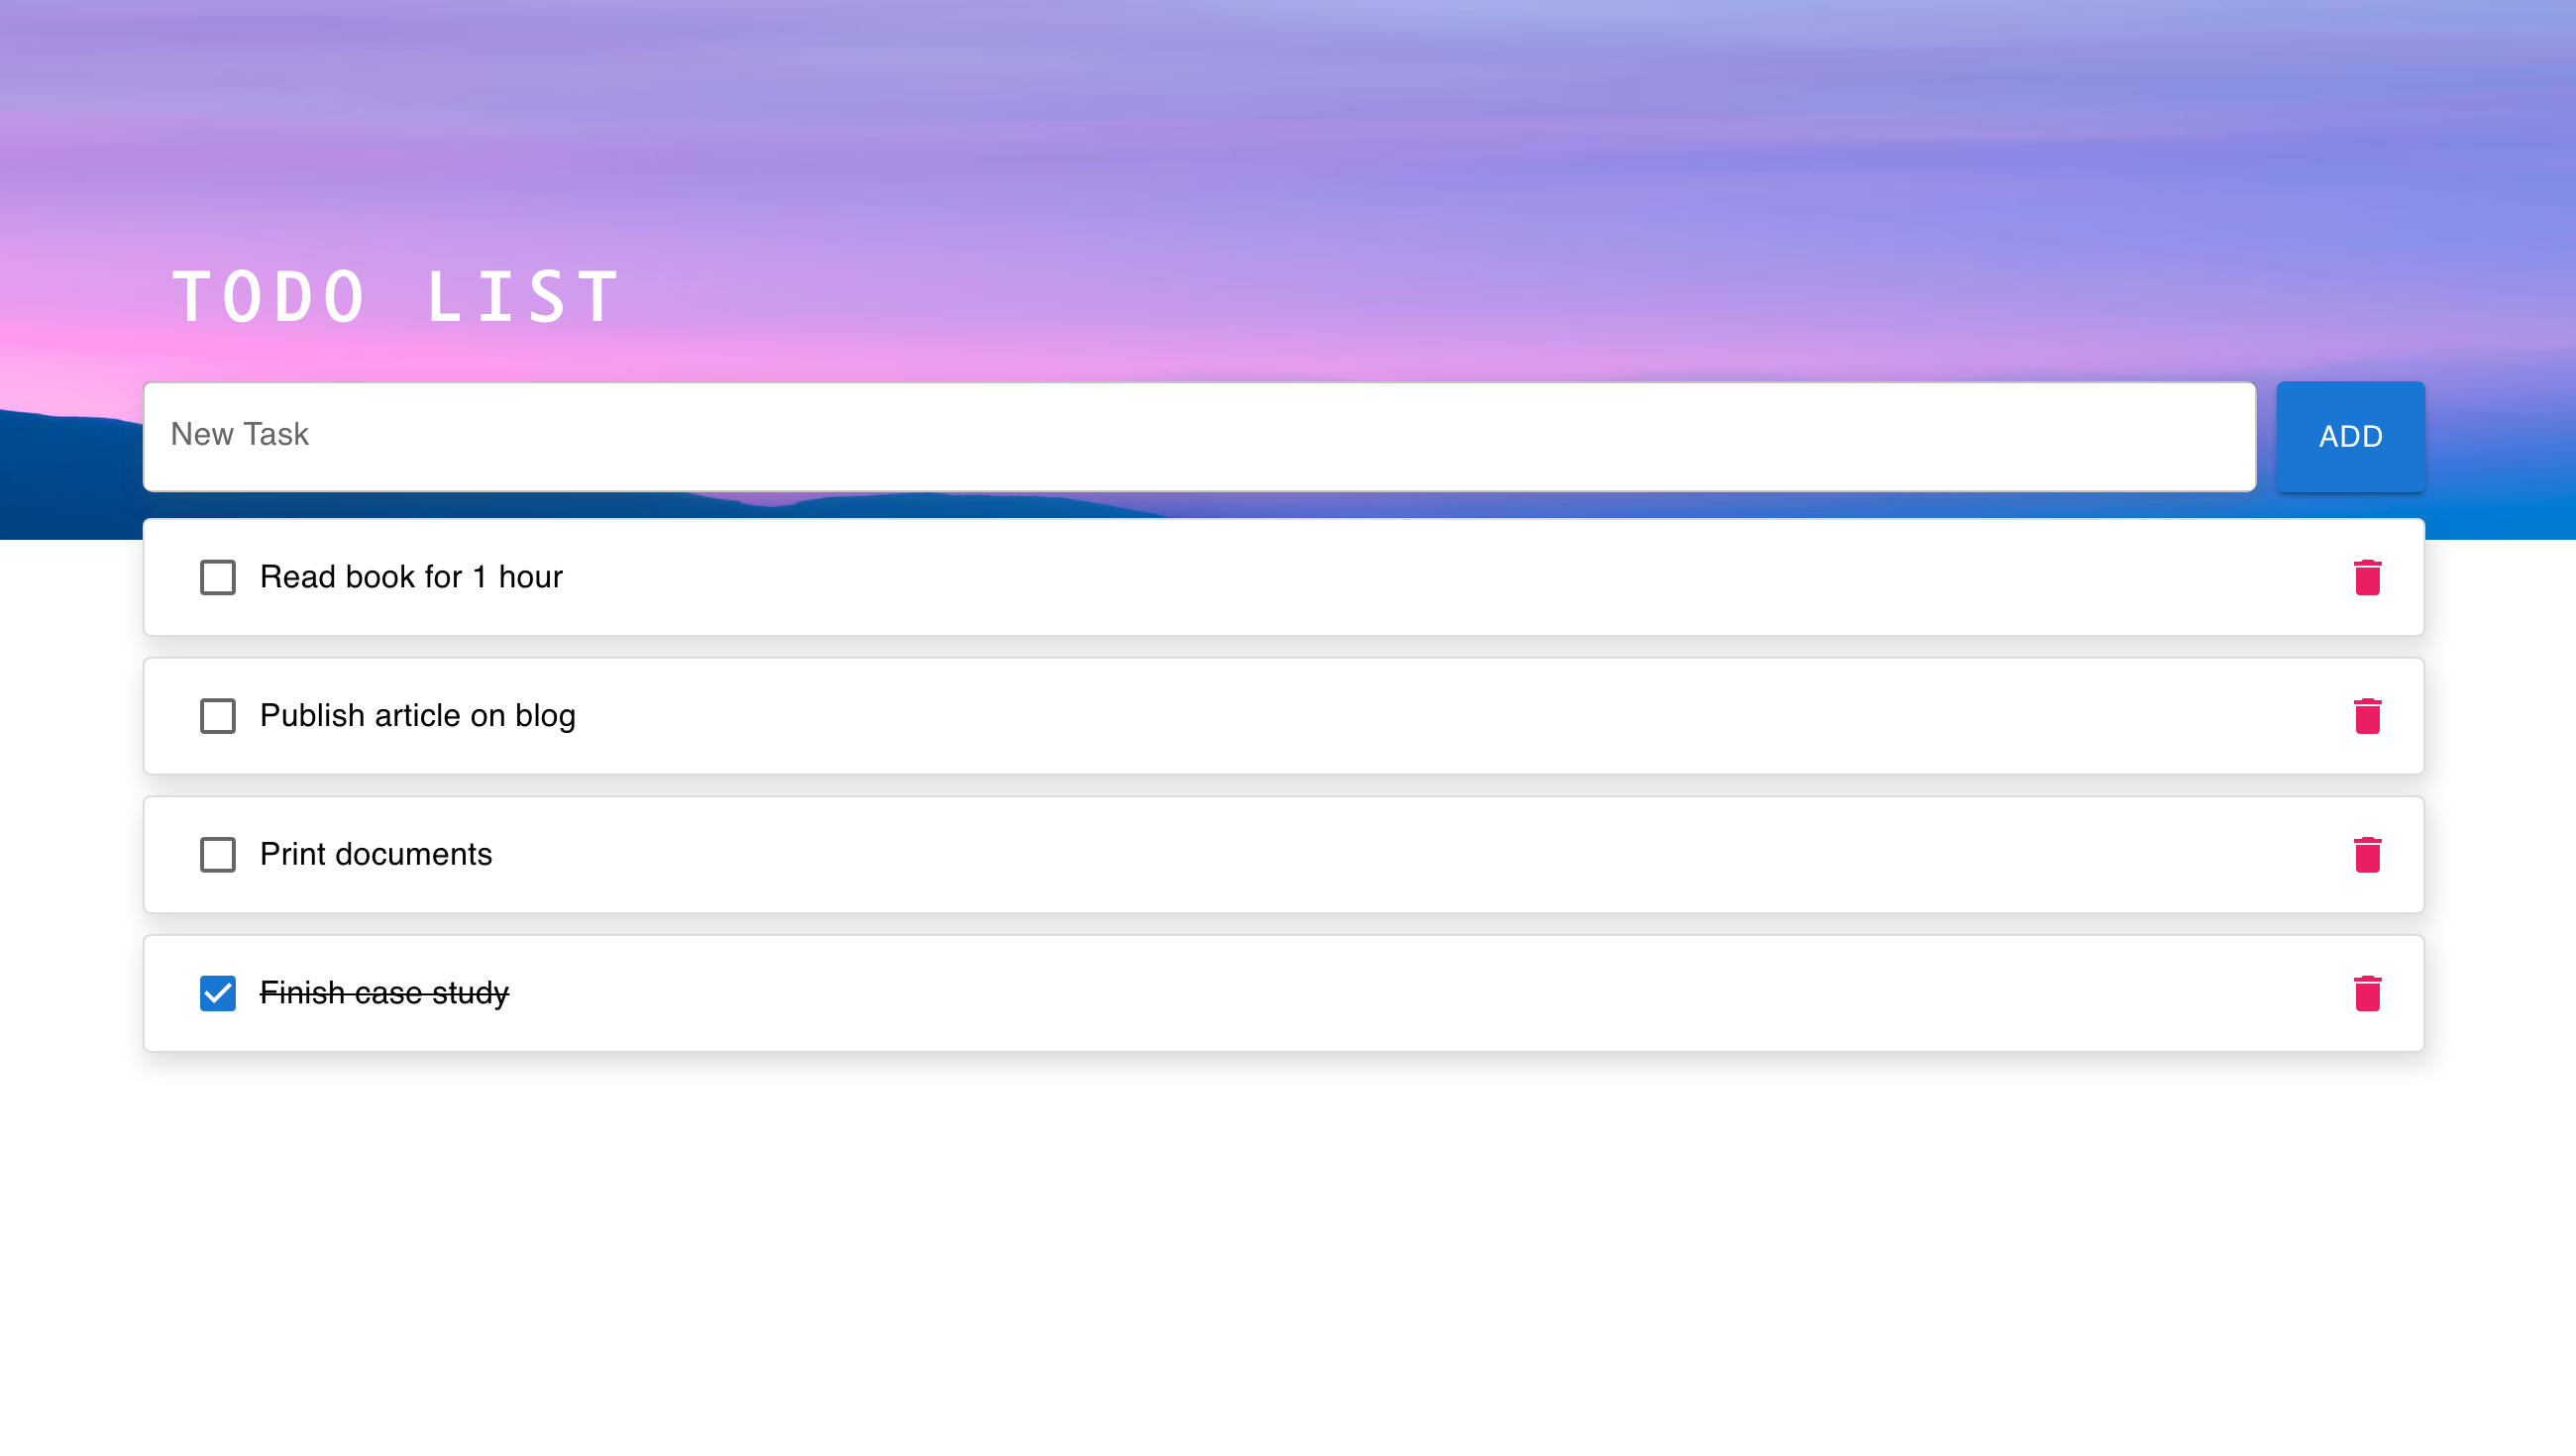 TODO LIST
New Task
ADD
Read book for 1 hour
Publish article on blog
Print documents
Finish case study